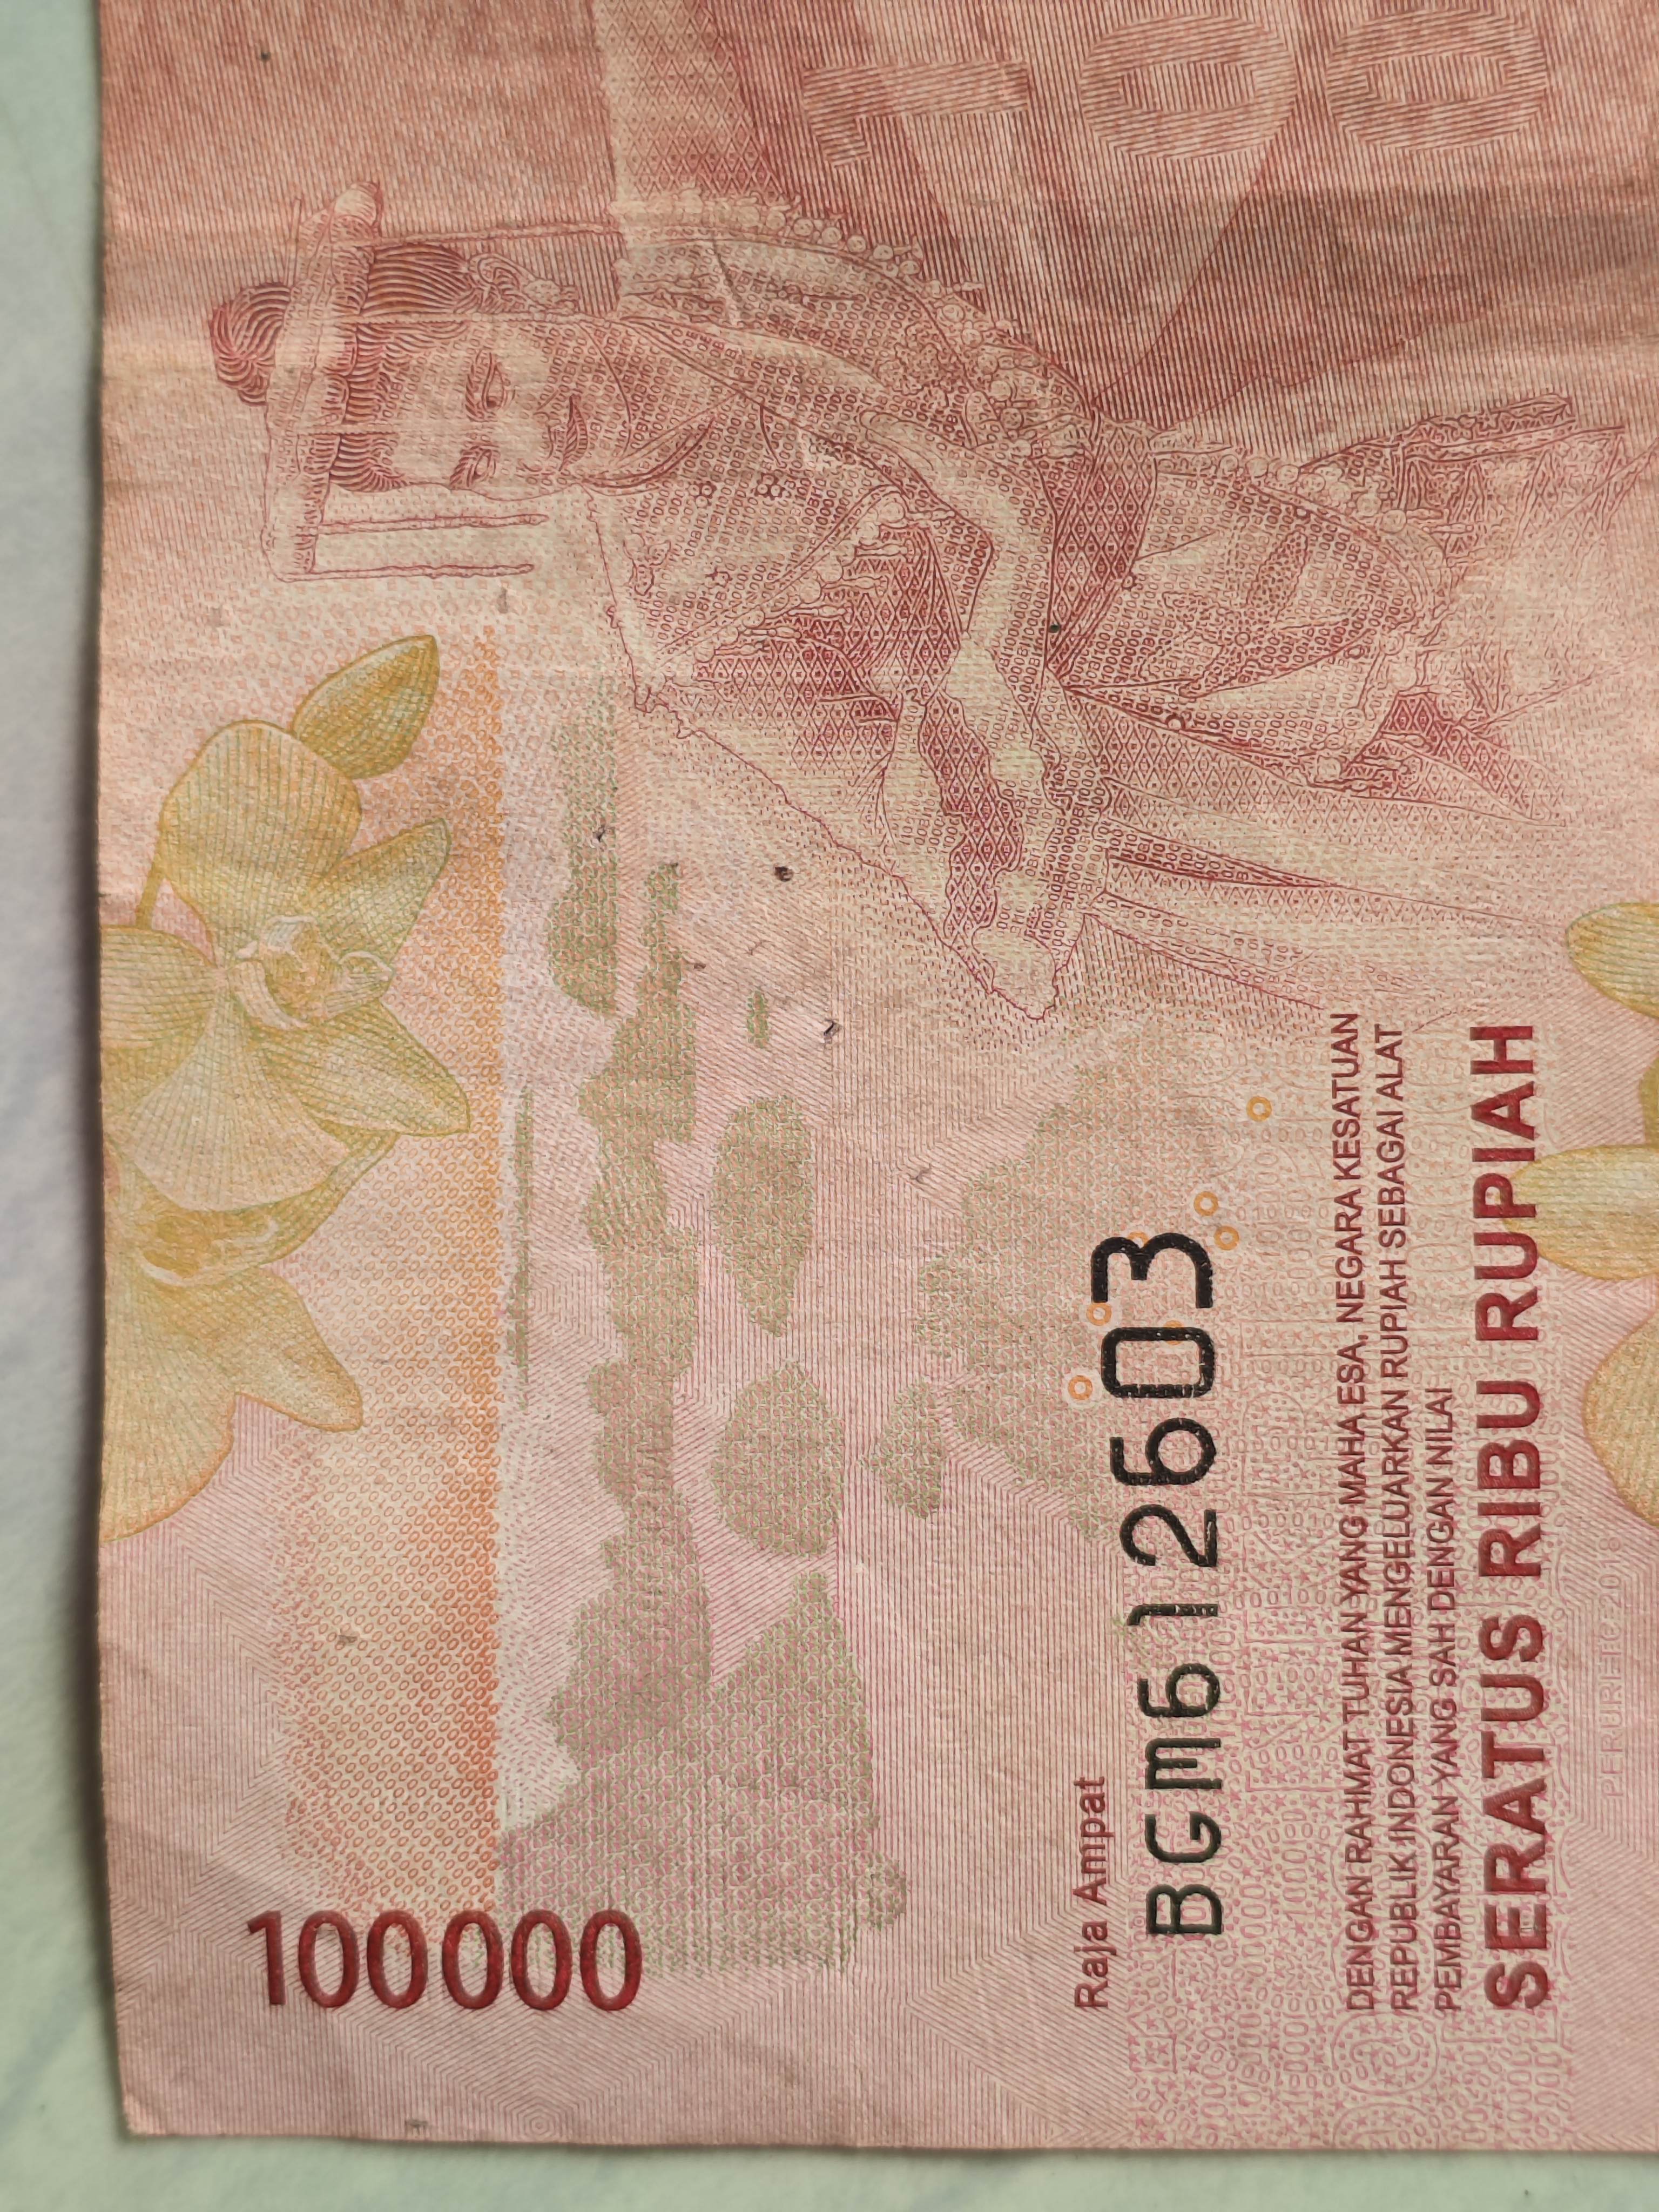 100
100000
Raja Ampat
BGM612603
DENGAN RAHMAT TUHAN YANG MAHA ESA, NEGARA KESATUAN
REPUBLIK INDONESIA MENGELUARKAN RUPIAH SEBAGAI ALAT
PEMBAYARAN YANG SAH DENGAN NILAI
SERATUS RIBU RUPIAH